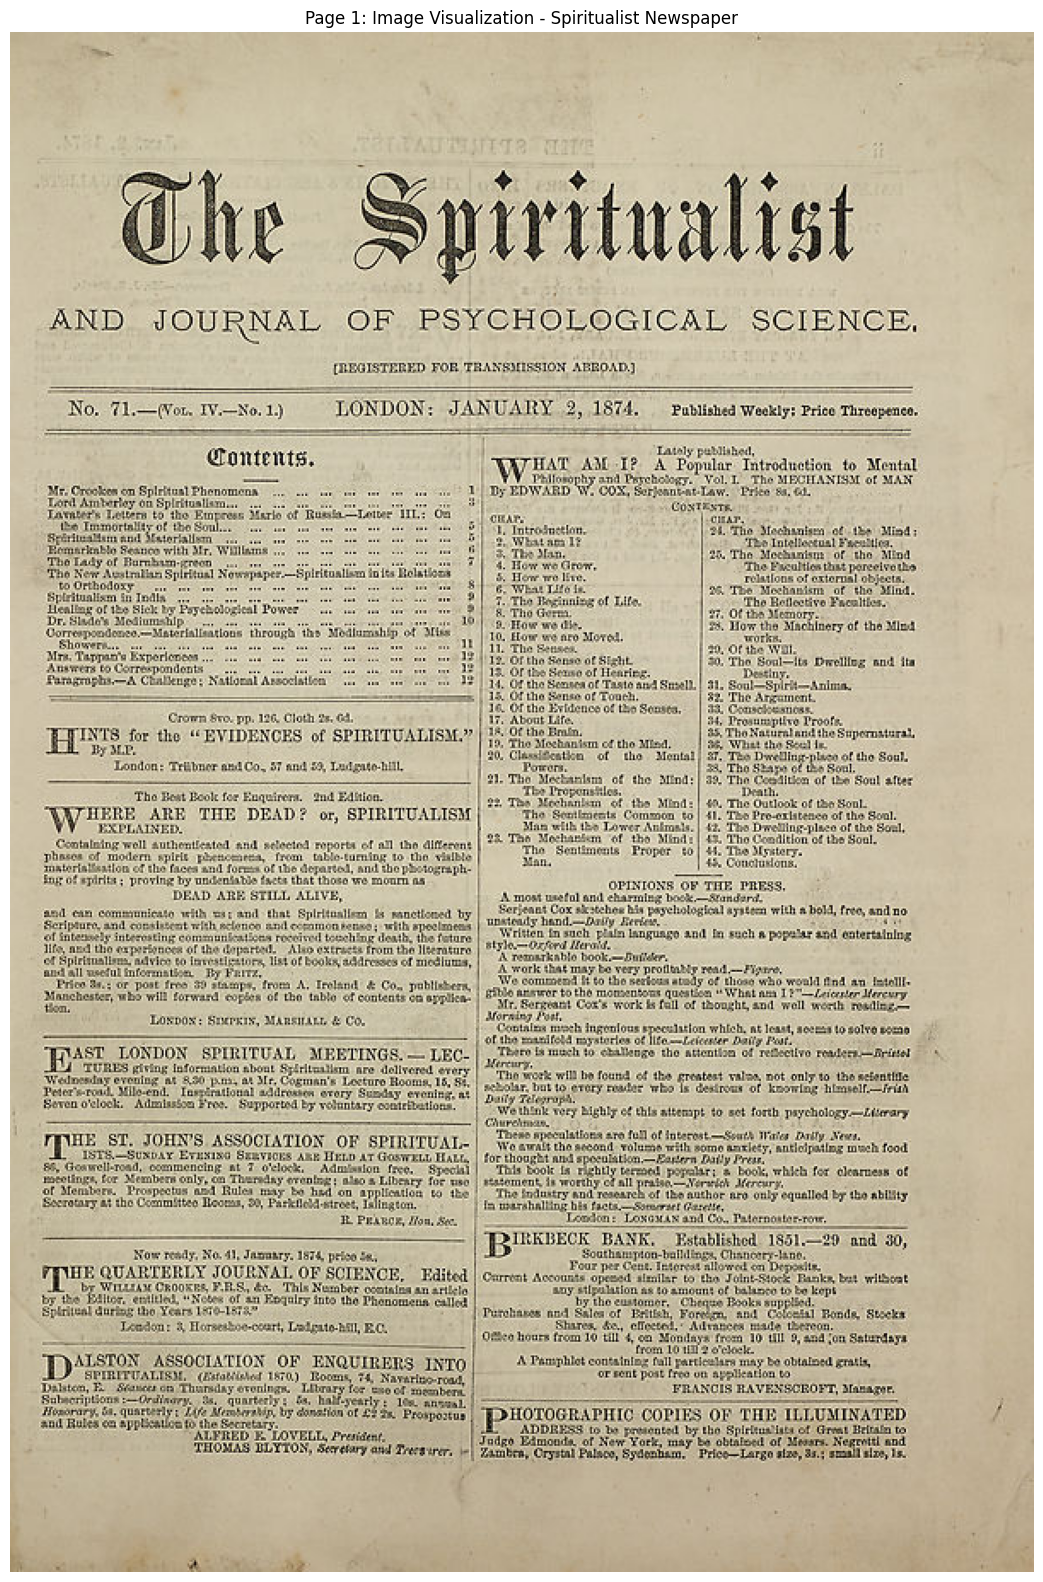 Page 1: Image Visualization - Spiritualist Newspaper
The Spiritualist
AND JOURNAL OF PSYCHOLOGICAL SCIENCE.
[REGISTERED FOR TRANSMISSION ABROAD.]
No. 71.—(VOL. IV.—No. 1.) LONDON: JANUARY 2, 1874. Published Weekly; Price Threepence.
Contents.
Mr. Crookes on Spiritual Phenomena ... ... ... ... ... ... ... ... 1
Lord Amberley on Spiritualism... ... ... ... ... ... ... ... ... ... 3
Lavater's Letters to the Empress Marie of Russia.—Letter III.: On
the Immortality of the Soul... ... ... ... ... ... ... ... ... ... 5
Spiritualism and Materialism ... ... ... ... ... ... ... ... ... ... 5
Remarkable Seance with Mr. Williams ... ... ... ... ... ... ... ... 6
The Lady of Burnham-green ... ... ... ... ... ... ... ... ... ... 7
The New Australian Spiritual Newspaper.—Spiritualism in its Relations
to Orthodoxy ... ... ... ... ... ... ... ... ... ... ... ... 8
Spiritualism in India ... ... ... ... ... ... ... ... ... ... ... 9
Healing of the Sick by Psychological Power ... ... ... ... ... ... 9
Dr. Slade's Mediumship ... ... ... ... ... ... ... ... ... ... ... 10
Correspondence.—Materialisations through the Mediumship of Miss
Showers... ... ... ... ... ... ... ... ... ... ... ... ... ... 11
Mrs. Tappan's Experiences ... ... ... ... ... ... ... ... ... ... ... 12
Answers to Correspondents ... ... ... ... ... ... ... ... ... ... 12
Paragraphs.—A Challenge; National Association ... ... ... ... ... 12
Crown 8vo. pp. 126, Cloth 2s. 6d.
HINTS for the "EVIDENCES of SPIRITUALISM."
By M.P.
London: Trübner and Co., 57 and 59, Ludgate-hill.
The Best Book for Enquirers. 2nd Edition.
WHERE ARE THE DEAD? or, SPIRITUALISM
EXPLAINED.
Containing well authenticated and selected reports of all the different
phases of modern spirit phenomena, from table-turning to the visible
materialisation of the faces and forms of the departed, and the photograph-
ing of spirits; proving by undeniable facts that those we mourn as
DEAD ARE STILL ALIVE,
and can communicate with us; and that Spiritualism is sanctioned by
Scripture, and consistent with science and common sense; with specimens
of intensely interesting communications received touching death, the future
life, and the experiences of the departed. Also extracts from the literature
of Spiritualism, advice to investigators, list of books, addresses of mediums,
and all useful information. By FRITZ.
Price 3s.; or post free 39 stamps, from A. Ireland & Co., publishers,
Manchester, who will forward copies of the table of contents on applica-
tion.
LONDON: SIMPKIN, MARSHALL & CO.
EAST LONDON SPIRITUAL MEETINGS.—LEC-
TURES giving information about Spiritualism are delivered every
Wednesday evening at 8.30 p.m., at Mr. Cogman's Lecture Rooms, 15, St.
Peter's-road, Mile-end. Inspirational addresses every Sunday evening, at
Seven o'clock. Admission Free. Supported by voluntary contributions.
THE ST. JOHN'S ASSOCIATION OF SPIRITUAL-
ISTS.—SUNDAY EVENING SERVICES ARE HELD AT GOSWELL HALL,
86, Goswell-road, commencing at 7 o'clock. Admission free. Special
meetings, for Members only, on Thursday evening; also a Library for use
of Members. Prospectus and Rules may be had on application to the
Secretary at the Committee Rooms, 30, Parkfield-street, Islington.
R. PEARCE, Hon. Sec.
Now ready, No. 41, January, 1874, price 5s.,
THE QUARTERLY JOURNAL OF SCIENCE, Edited
by WILLIAM CROOKES, F.R.S., &c. This Number contains an article
by the Editor, entitled, "Notes of an Enquiry into the Phenomena called
Spiritual during the Years 1870-1873."
London: 3, Horseshoe-court, Ludgate-hill, E.C.
DALSTON ASSOCIATION OF ENQUIRERS INTO
SPIRITUALISM. (Established 1870.) Rooms, 74, Navarino-road,
Dalston, E. Séances on Thursday evenings. Library for use of members.
Subscriptions:—Ordinary, 3s. quarterly; 5s. half-yearly; 10s. annual.
Honorary, 5s. quarterly; Life Membership, by donation of £2 2s. Prospectus
and Rules on application to the Secretary.
ALFRED E. LOVELL, President.
THOMAS BLYTON, Secretary and Treasurer.
Lately published,
WHAT AM I? A Popular Introduction to Mental
Philosophy and Psychology. Vol. I. The MECHANISM of MAN
By EDWARD W. COX, Serjeant-at-Law. Price 8s. 6d.
CONTENTS.
CHAP.
1. Introduction.
2. What am I?
3. The Man.
4. How we Grow.
5. How we live.
6. What Life is.
7. The Beginning of Life.
8. The Germ.
9. How we die.
10. How we are Moved.
11. The Senses.
12. Of the Sense of Sight.
13. Of the Sense of Hearing.
14. Of the Senses of Taste and Smell.
15. Of the Sense of Touch.
16. Of the Evidence of the Senses.
17. About Life.
18. Of the Brain.
19. The Mechanism of the Mind.
20. Classification of the Mental
Powers.
21. The Mechanism of the Mind:
The Propensities.
22. The Mechanism of the Mind:
The Sentiments Common to
Man with the Lower Animals.
23. The Mechanism of the Mind:
The Sentiments Proper to
Man.
CHAP.
24. The Mechanism of the Mind:
The Intellectual Faculties.
25. The Mechanism of the Mind
The Faculties that perceive the
relations of external objects.
26. The Mechanism of the Mind.
The Reflective Faculties.
27. Of the Memory.
28. How the Machinery of the Mind
works.
29. Of the Will.
30. The Soul—its Dwelling and its
Destiny.
31. Soul—Spirit—Anima.
32. The Argument.
33. Consciousness.
34. Presumptive Proofs.
35. The Natural and the Supernatural.
36. What the Soul is.
37. The Dwelling-place of the Soul.
38. The Shape of the Soul.
39. The Condition of the Soul after
Death.
40. The Outlook of the Soul.
41. The Pre-existence of the Soul.
42. The Dwelling-place of the Soul.
43. The Condition of the Soul.
44. The Mystery.
45. Conclusions.
OPINIONS OF THE PRESS.
A most useful and charming book.—Standard.
Serjeant Cox sketches his psychological system with a bold, free, and no
unsteady hand.—Daily Review.
Written in such plain language and in such a popular and entertaining
style.—Oxford Herald.
A remarkable book.—Builder.
A work that may be very profitably read.—Figaro.
We commend it to the serious study of those who would find an intelli-
gible answer to the momentous question "What am I?"—Leicester Mercury
Mr. Sergeant Cox's work is full of thought, and well worth reading.—
Morning Post.
Contains much ingenious speculation which, at least, seems to solve some
of the manifold mysteries of life.—Leicester Daily Post.
There is much to challenge the attention of reflective readers.—Bristol
Mercury.
The work will be found of the greatest value, not only to the scientific
scholar, but to every reader who is desirous of knowing himself.—Irish
Daily Telegraph.
We think very highly of this attempt to set forth psychology.—Literary
Churchman.
These speculations are full of interest.—South Wales Daily News.
We await the second volume with some anxiety, anticipating much food
for thought and speculation.—Eastern Daily Press.
This book is rightly termed popular; a book, which for clearness of
statement, is worthy of all praise.—Norwich Mercury.
The industry and research of the author are only equalled by the ability
in marshalling his facts.—Somerset Gazette.
London: LONGMAN and Co., Paternoster-row.
BIRKBECK BANK. Established 1851.—29 and 30,
Southampton-buildings, Chancery-lane.
Four per Cent. Interest allowed on Deposits.
Current Accounts opened similar to the Joint-Stock Banks, but without
any stipulation as to amount of balance to be kept
by the customer. Cheque Books supplied.
Purchases and Sales of British, Foreign, and Colonial Bonds, Stocks
Shares, &c., effected. Advances made thereon.
Office hours from 10 till 4, on Mondays from 10 till 9, and on Saturdays
from 10 till 2 o'clock.
A Pamphlet containing full particulars may be obtained gratis,
or sent post free on application to
FRANCIS RAVENSCROFT, Manager.
PHOTOGRAPHIC COPIES OF THE ILLUMINATED
ADDRESS to be presented by the Spiritualists of Great Britain to
Judge Edmonds, of New York, may be obtained of Messrs. Negretti and
Zambra, Crystal Palace, Sydenham. Price—Large size, 3s.; small size, 1s.